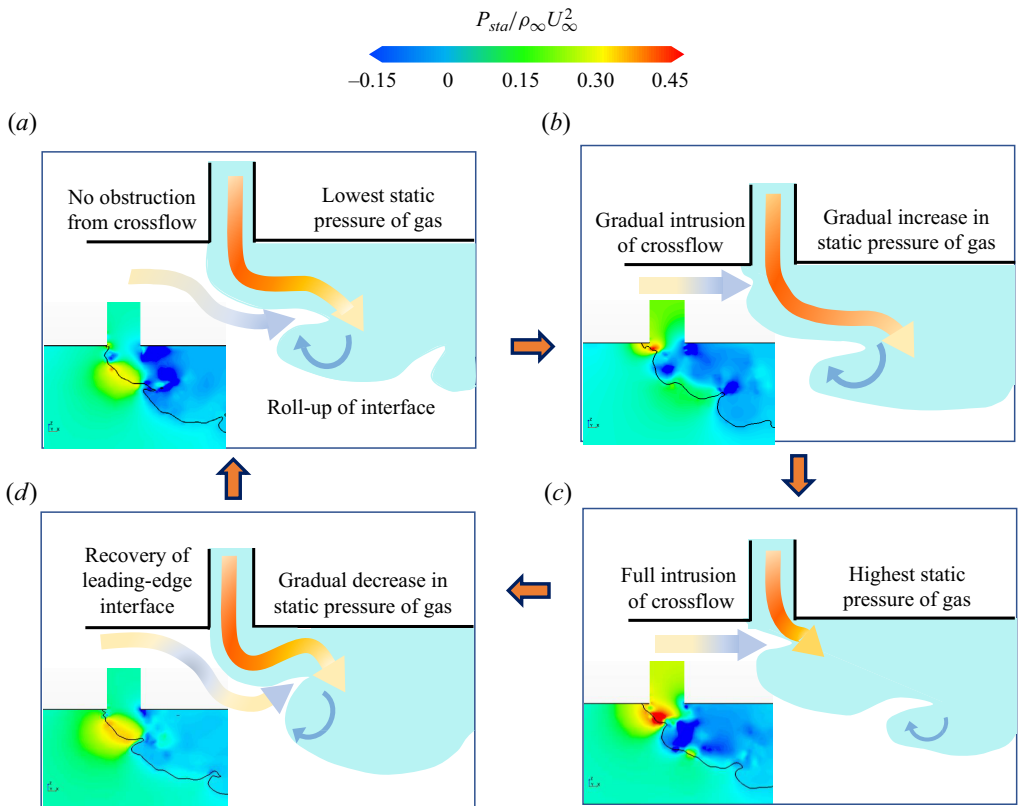 P_sta/ρ_∞U_∞^2
–0.15 0 0.15 0.30 0.45
(a)
No obstruction
from crossflow
Lowest static
pressure of gas
Roll-up of interface
(b)
Gradual intrusion
of crossflow
Gradual increase in
static pressure of gas
(d)
Recovery of
leading-edge
interface
Gradual decrease in
static pressure of gas
(c)
Full intrusion
of crossflow
Highest static
pressure of gas